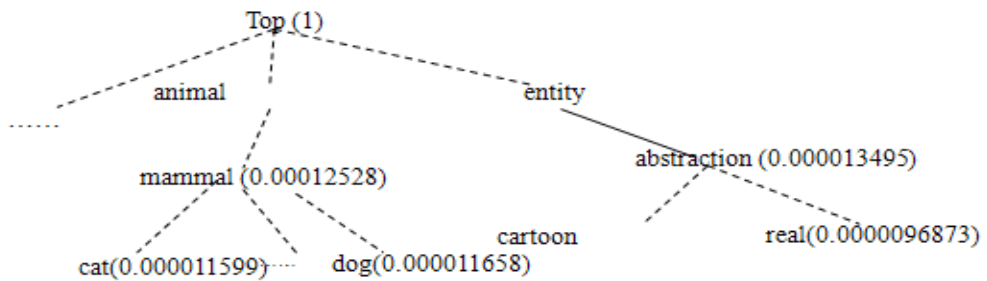 Top (1)
animal
entity
......
abstraction (0.000013495)
mammal (0.00012528)
cartoon
real(0.0000096873)
cat(0.000011599)......
dog(0.000011658)